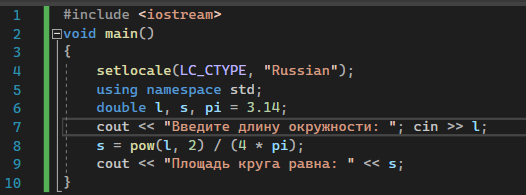 1 #include <iostream>
2 void main()
3 {
4 setlocale(LC_CTYPE, "Russian");
5 using namespace std;
6 double l, s, pi = 3.14;
7 cout << "Введите длину окружности: "; cin >> l;
8 s = pow(l, 2) / (4 * pi);
9 cout << "Площадь круга равна: " << s;
10 }